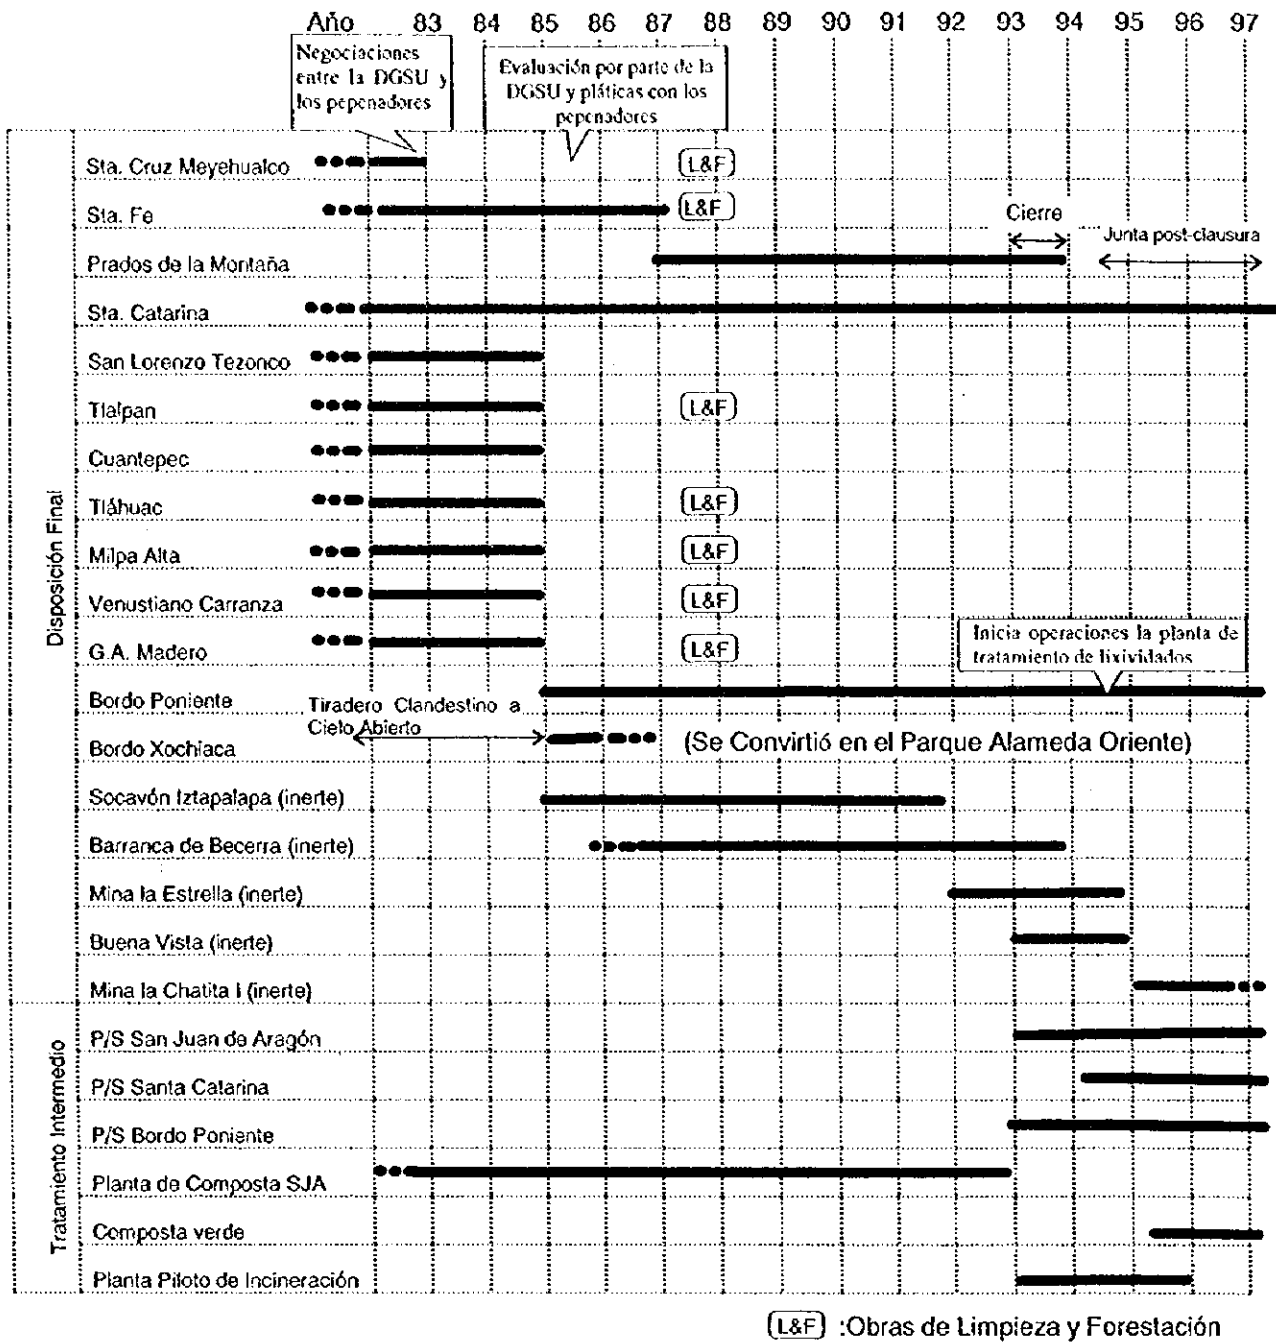 Año 83 84 85 86 87 88 89 90 91 92 93 94 95 96 97
Negociaciones
entre la DGSU y
los pepenadores
Evaluación por parte de la
DGSU y pláticas con los
pepenadores
Disposición Final
Sta. Cruz Meyehualco L&F
Sta. Fe L&F
Cierre
Junta post-clausura
Prados de la Montaña
Sta. Catarina
San Lorenzo Tezonco
Tlalpan L&F
Cuantepec
Tláhuac L&F
Milpa Alta L&F
Venustiano Carranza L&F
G.A. Madero L&F
Inicia operaciones la planta de
tratamiento de lixividados
Bordo Poniente
Tiradero Clandestino a
Cielo Abierto
Bordo Xochiaca (Se Convirtió en el Parque Alameda Oriente)
Socavón Iztapalapa (inerte)
Barranca de Becerra (inerte)
Mina la Estrella (inerte)
Buena Vista (inerte)
Mina la Chatita I (inerte)
Tratamiento Intermedio
P/S San Juan de Aragón
P/S Santa Catarina
P/S Bordo Poniente
Planta de Composta SJA
Composta verde
Planta Piloto de Incineración
L&F :Obras de Limpieza y Forestación